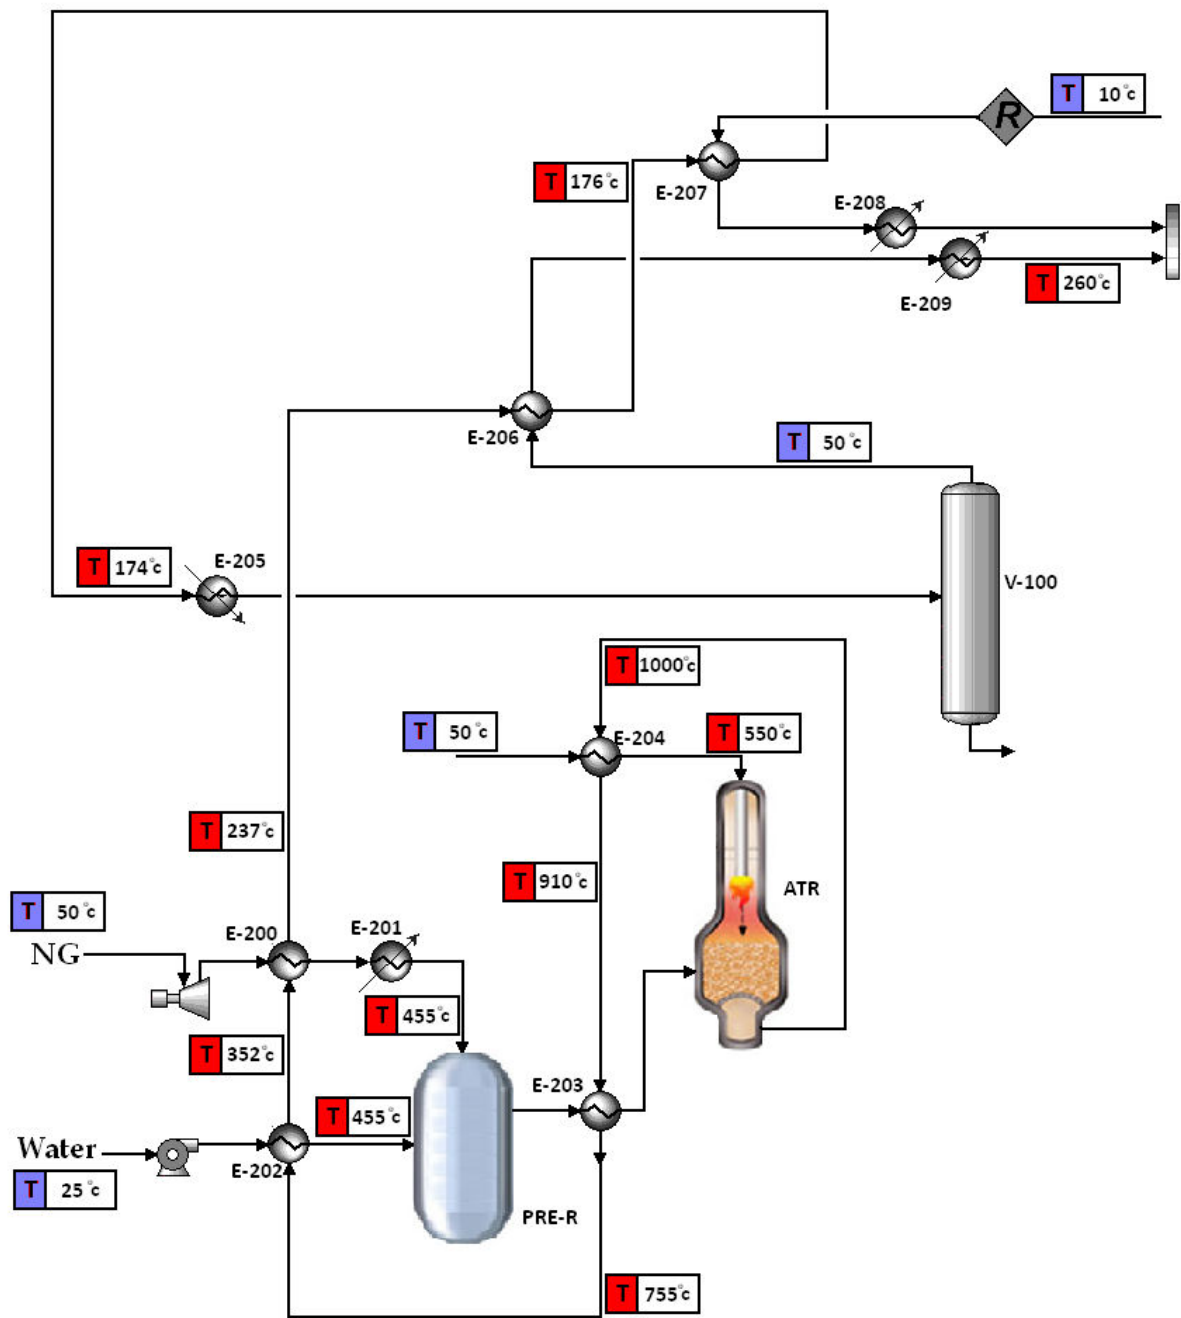 T 10°c
R
T 176°c
E-207
E-208
E-209
T 260°c
E-206
T 50°c
T 174°c
E-205
V-100
T 1000°c
T 50°c
E-204
T 550°c
T 237°c
T 910°c
ATR
T 50°c
NG
E-200
E-201
T 455°c
T 352°c
E-203
T 455°c
Water
E-202
T 25°c
PRE-R
T 755°c